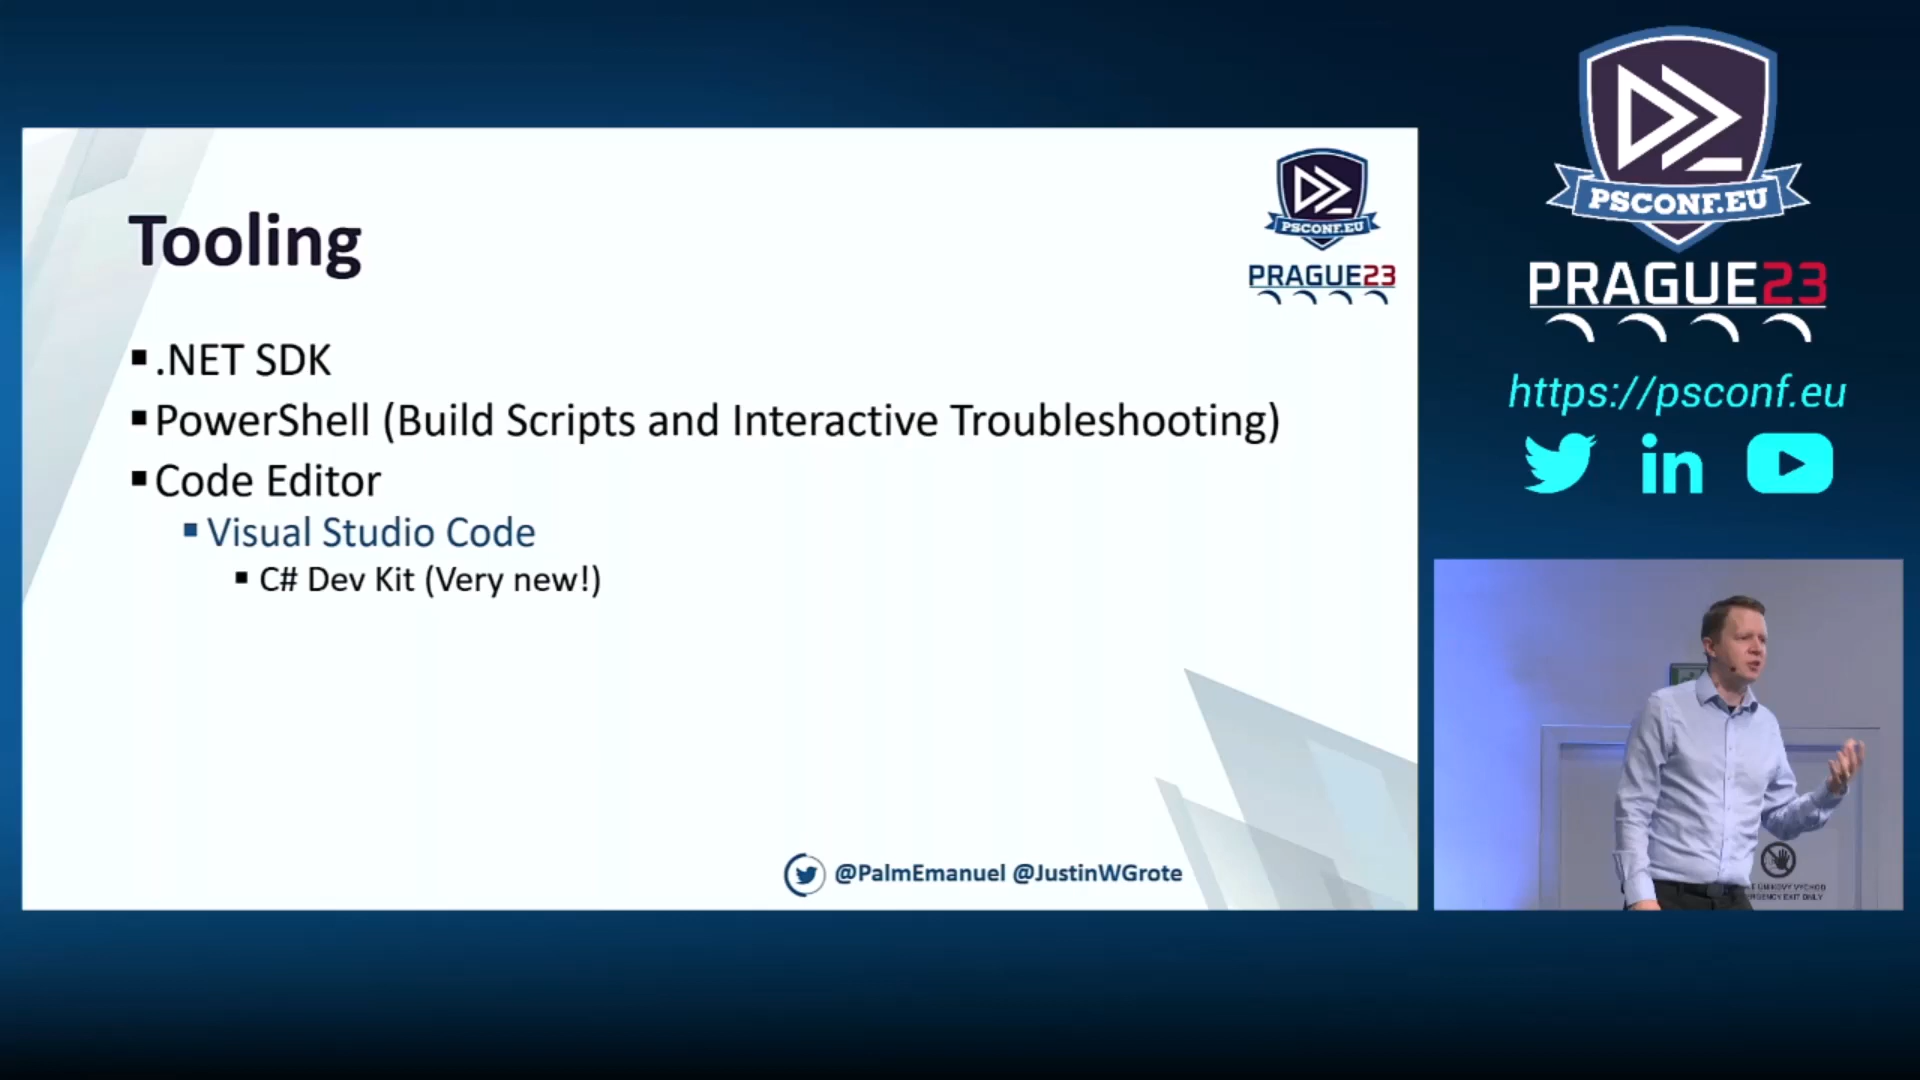 Tooling
PSCONF.EU
PRAGUE23
.NET SDK
PowerShell (Build Scripts and Interactive Troubleshooting)
Code Editor
Visual Studio Code
C# Dev Kit (Very new!)
@PalmEmanuel @JustinWGrote
PSCONF.EU
PRAGUE23
https://psconf.eu
in